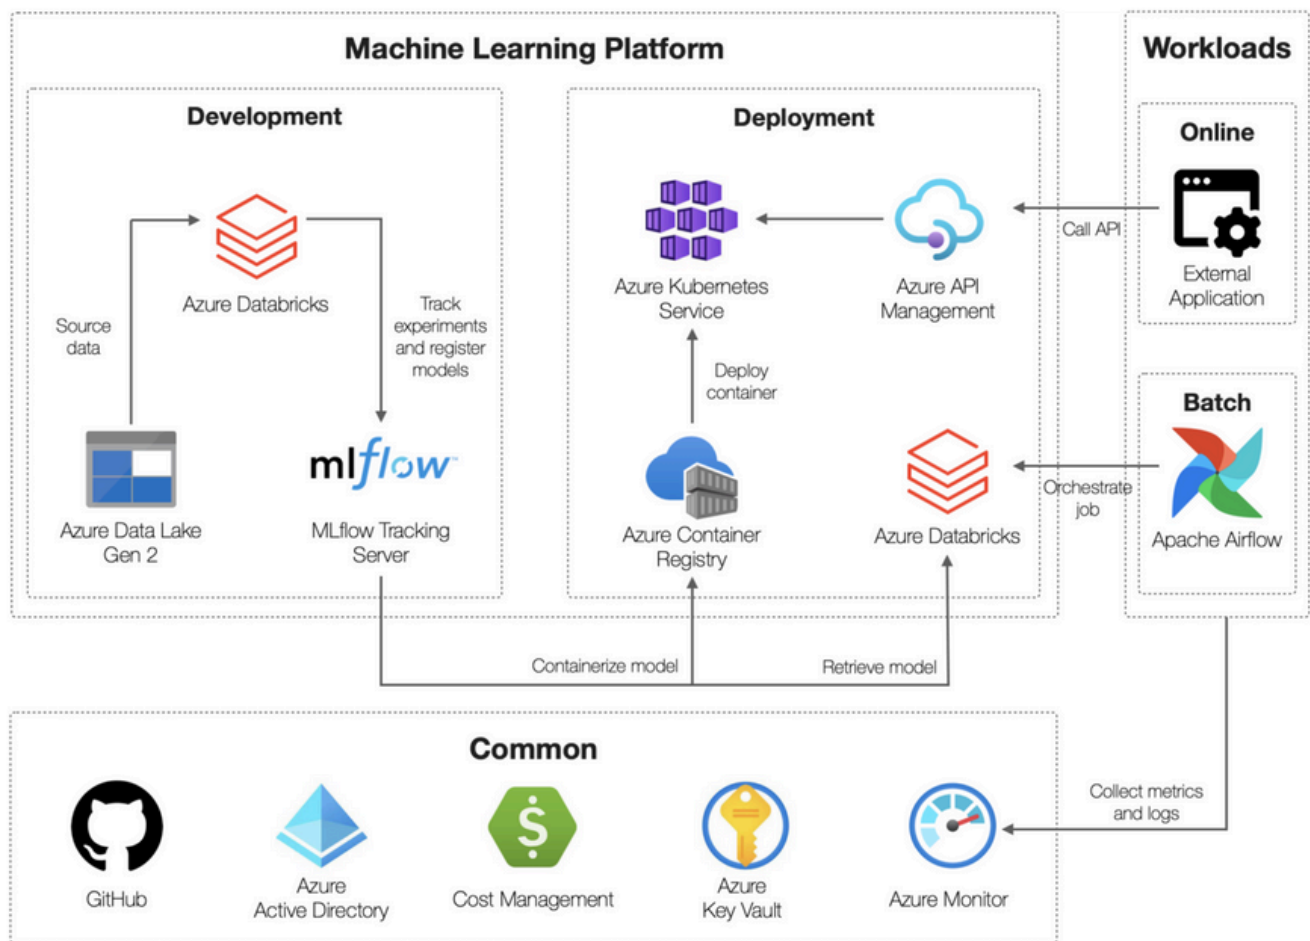 Machine Learning Platform
Workloads
Development
Deployment
Online
Azure Databricks
Source
data
Track
experiments
and register
models
Azure Data Lake
Gen 2
mlflow™
MLflow Tracking
Server
Azure Kubernetes
Service
Azure API
Management
Call API
External
Application
Deploy
container
Azure Container
Registry
Azure Databricks
Batch
Orchestrate
job
Apache Airflow
Containerize model
Retrieve model
Common
GitHub
Azure
Active Directory
$
Cost Management
Azure
Key Vault
Azure Monitor
Collect metrics
and logs